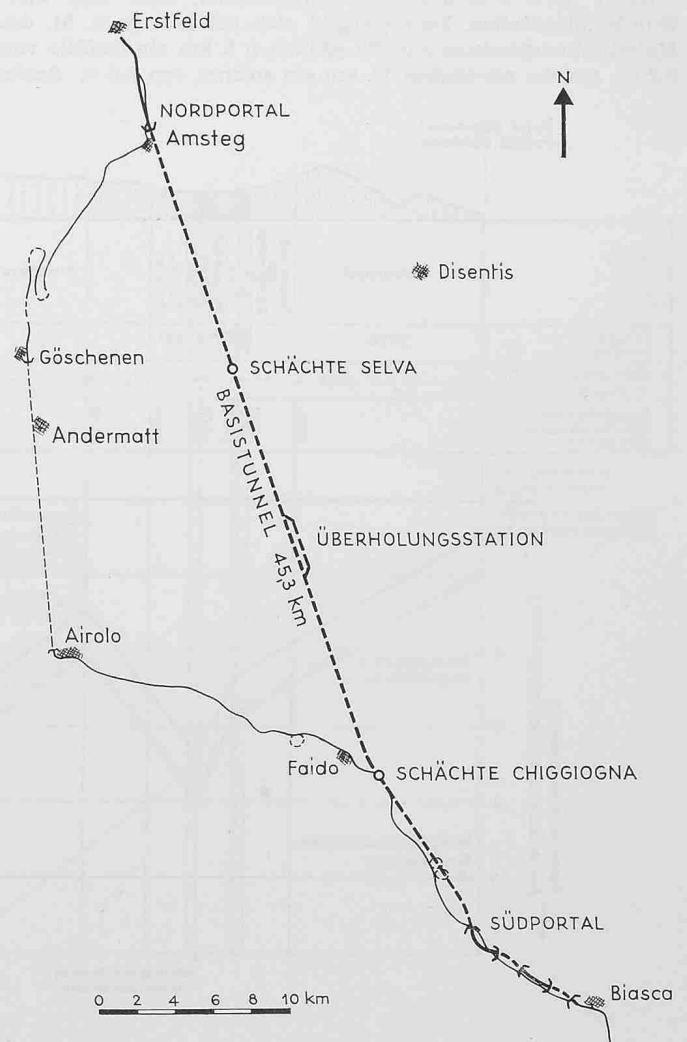 Erstfeld
NORDPORTAL
Amsteg
N
Disentis
Göschenen
SCHÄCHTE SELVA
Andermatt
BASISTUNNEL 45,3 km
ÜBERHOLUNGSSTATION
Airolo
Faido
SCHÄCHTE CHIGGIOGNA
SÜDPORTAL
Biasca
0 2 4 6 8 10 km